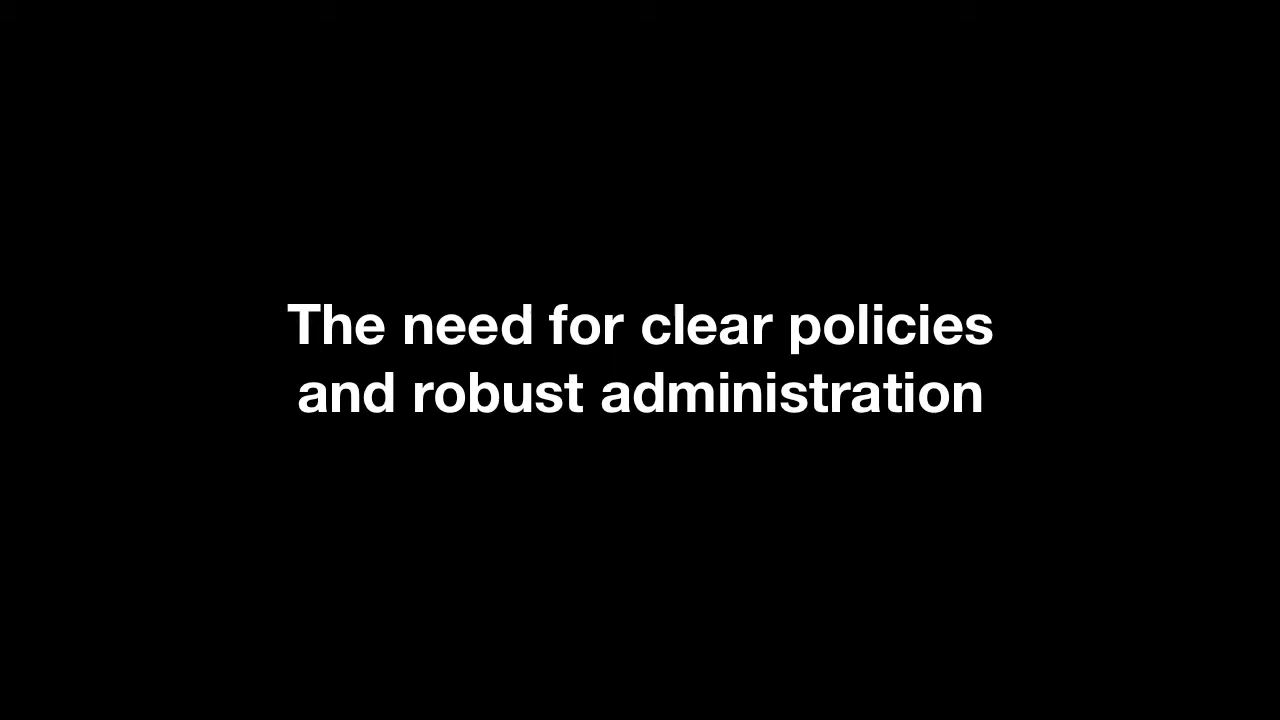 The need for clear policies
and robust administration